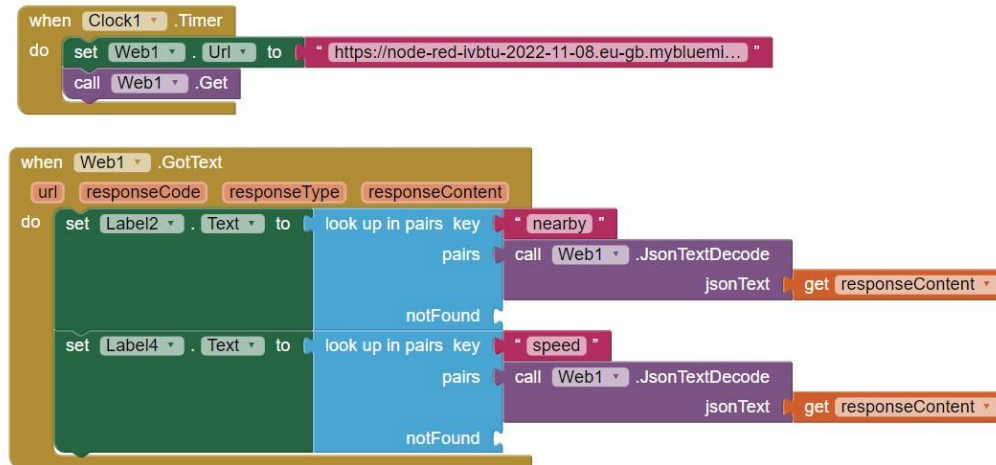 when Clock1 .Timer
do set Web1 . Url to " https://node-red-ivbtu-2022-11-08.eu-gb.mybluemi... "
call Web1 .Get
when Web1 .GotText
url responseCode responseType responseContent
do set Label2 . Text to look up in pairs key " nearby "
pairs call Web1 .JsonTextDecode
jsonText get responseContent
notFound
set Label4 . Text to look up in pairs key " speed "
pairs call Web1 .JsonTextDecode
jsonText get responseContent
notFound